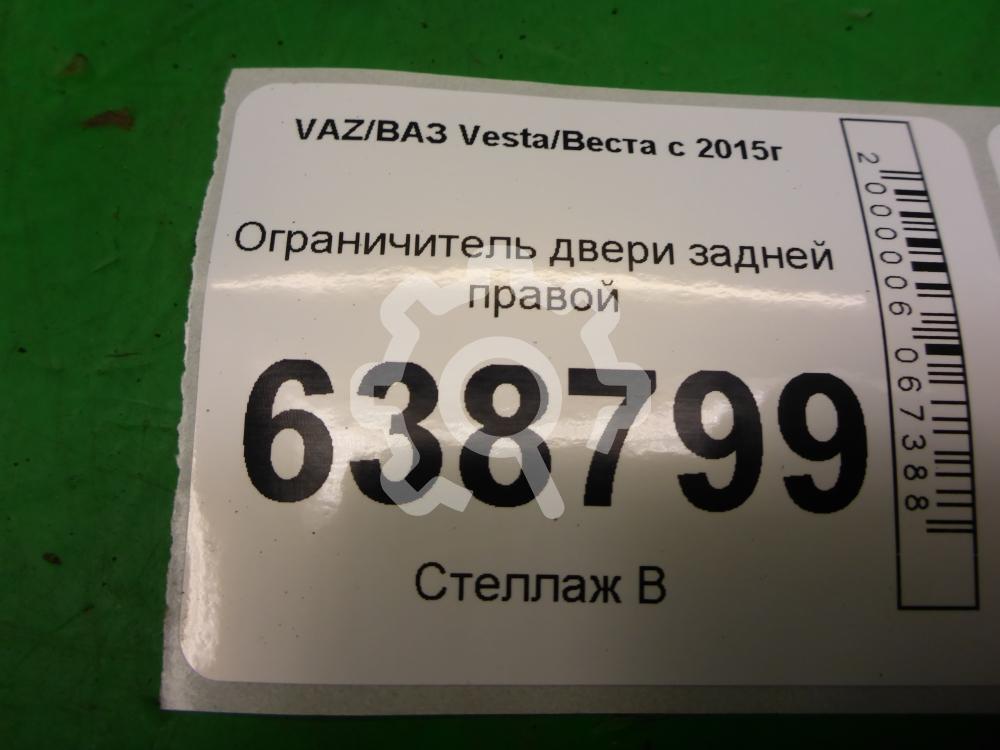 VAZ/ВАЗ Vesta/Веста с 2015г
Ограничитель двери задней
правой
638799
Стеллаж В
2000006067388